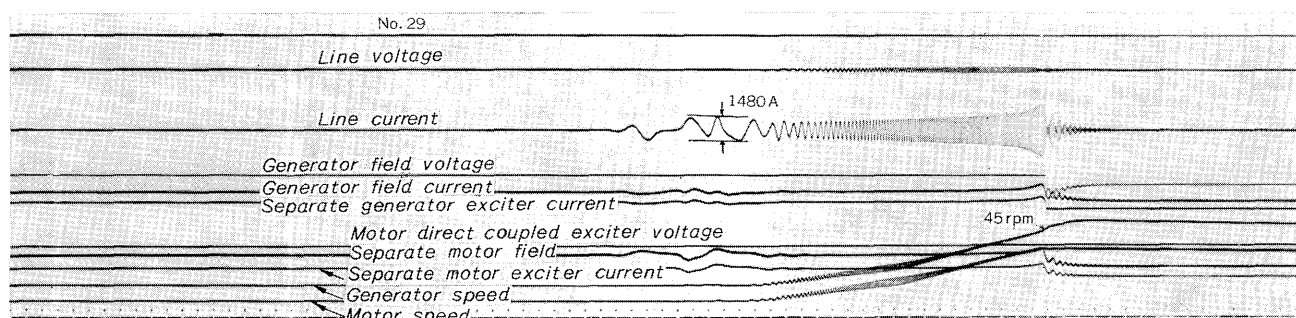 No. 29
Line voltage
1480A
Line current
Generator field voltage
Generator field current
Separate generator exciter current
45 rpm
Motor direct coupled exciter voltage
Separate motor field
Separate motor exciter current
Generator speed
Motor speed